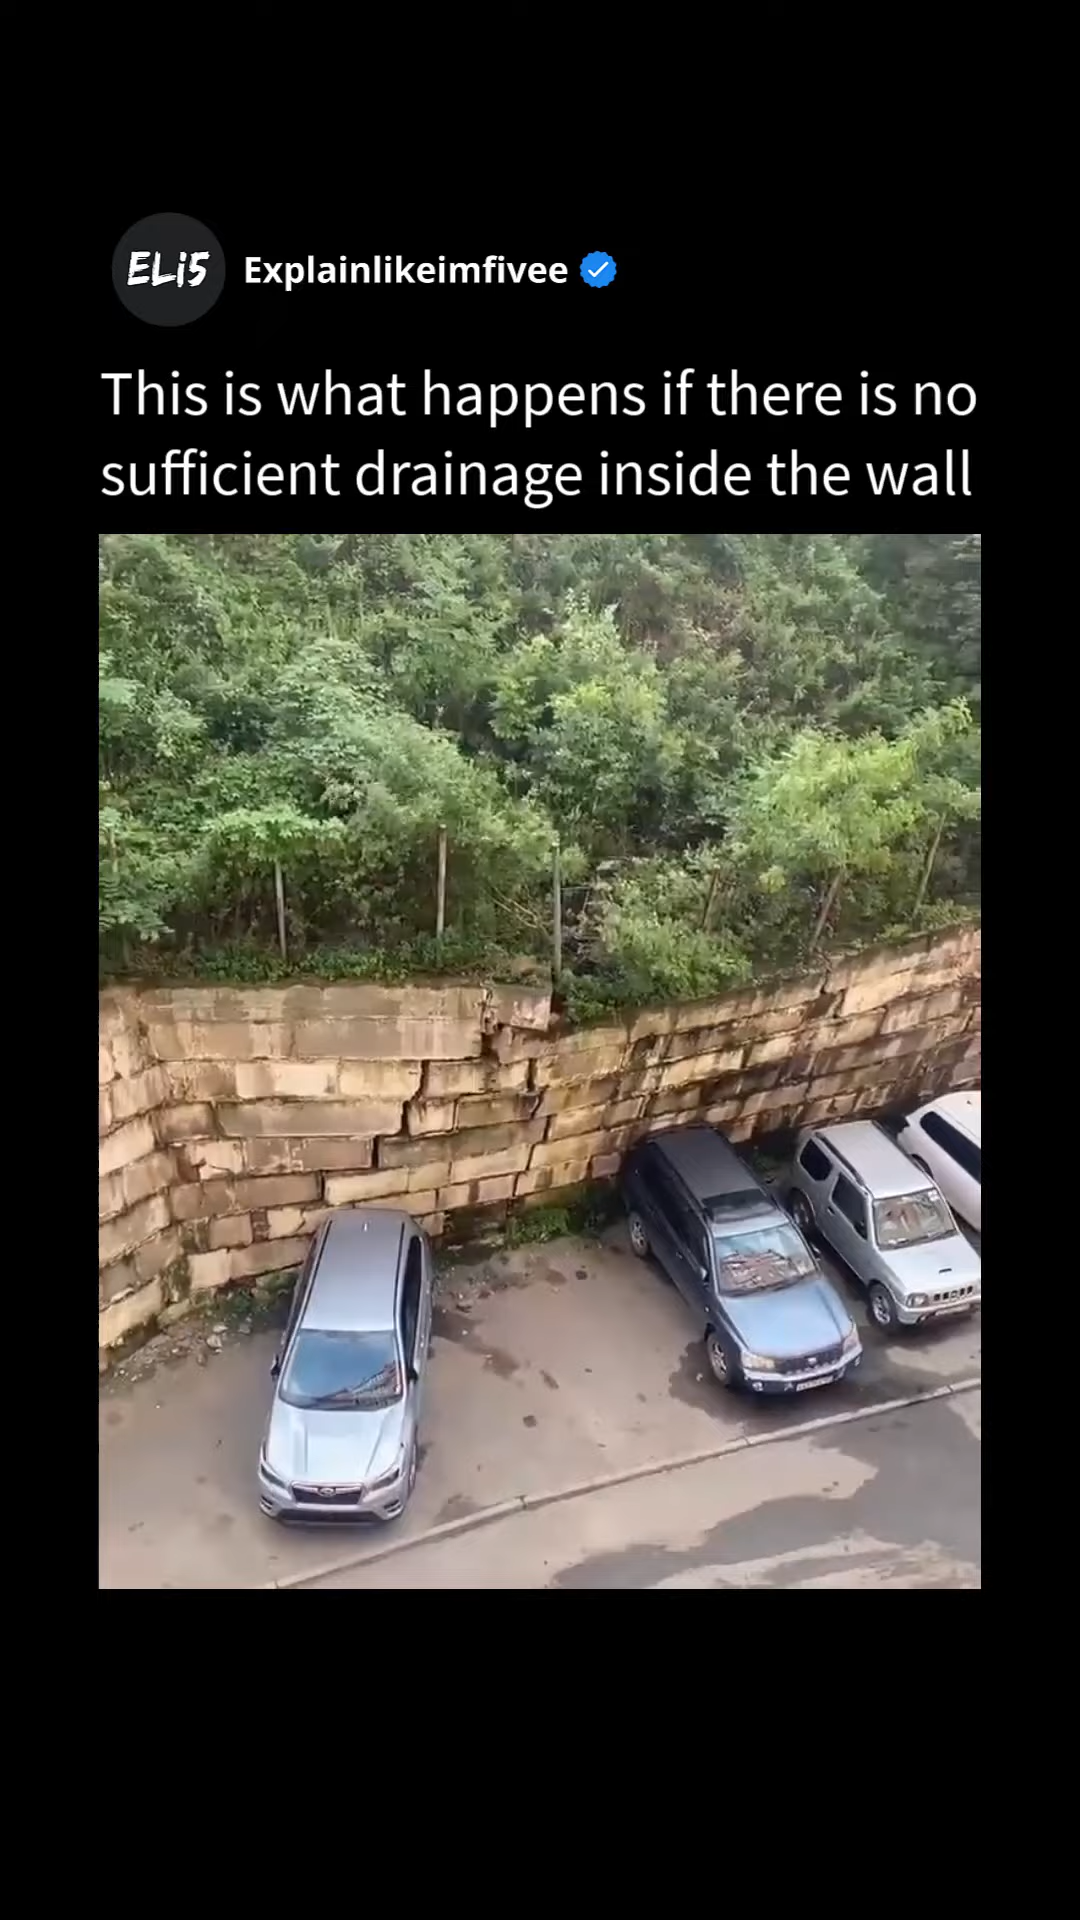 ELi5
Explainlikeimfivee
This is what happens if there is no
sufficient drainage inside the wall